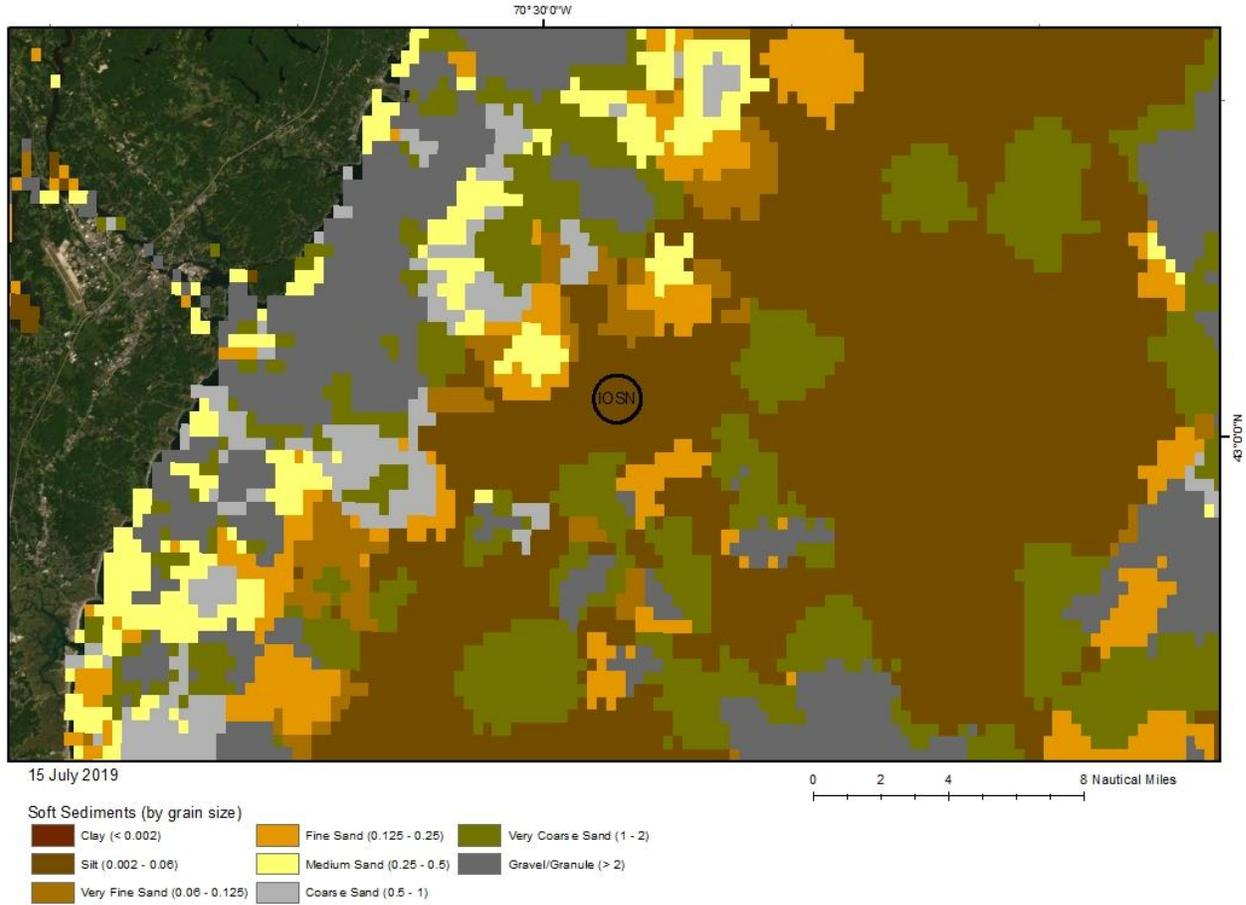 70°30'0"W
IOSN
43°0'0"N
15 July 2019
0 2 4 8 Nautical Miles
Soft Sediments (by grain size)
Clay (< 0.002)
Silt (0.002 - 0.06)
Very Fine Sand (0.06 - 0.125)
Fine Sand (0.125 - 0.25)
Medium Sand (0.25 - 0.5)
Coarse Sand (0.5 - 1)
Very Coarse Sand (1 - 2)
Gravel/Granule (> 2)